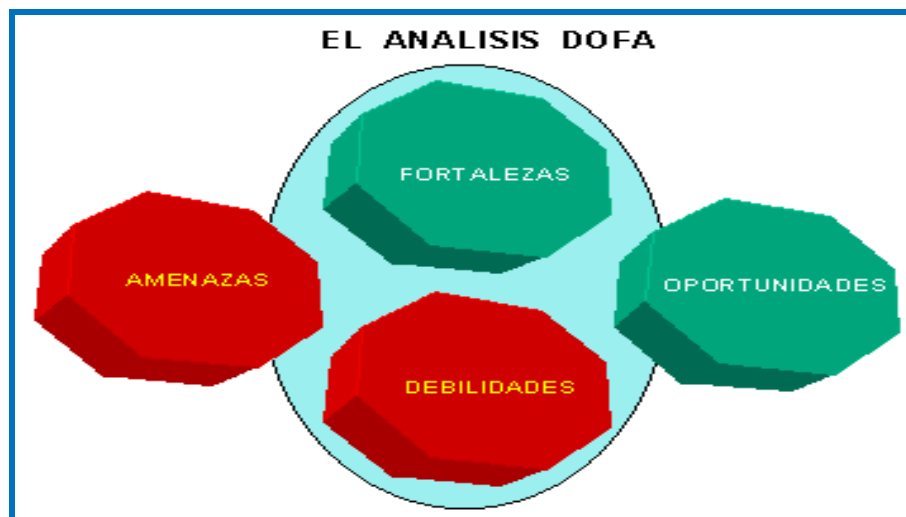 EL ANALISIS DOFA
FORTALEZAS
AMENAZAS
OPORTUNIDADES
DEBILIDADES